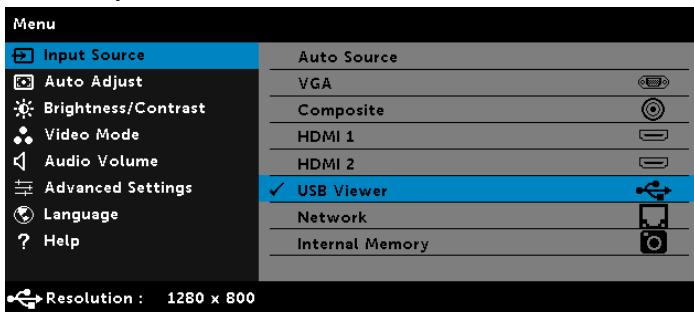 Menu
Input Source
Auto Adjust
Brightness/Contrast
Video Mode
Audio Volume
Advanced Settings
Language
? Help
Auto Source
VGA
Composite
HDMI 1
HDMI 2
✓ USB Viewer
Network
Internal Memory
Resolution : 1280 x 800